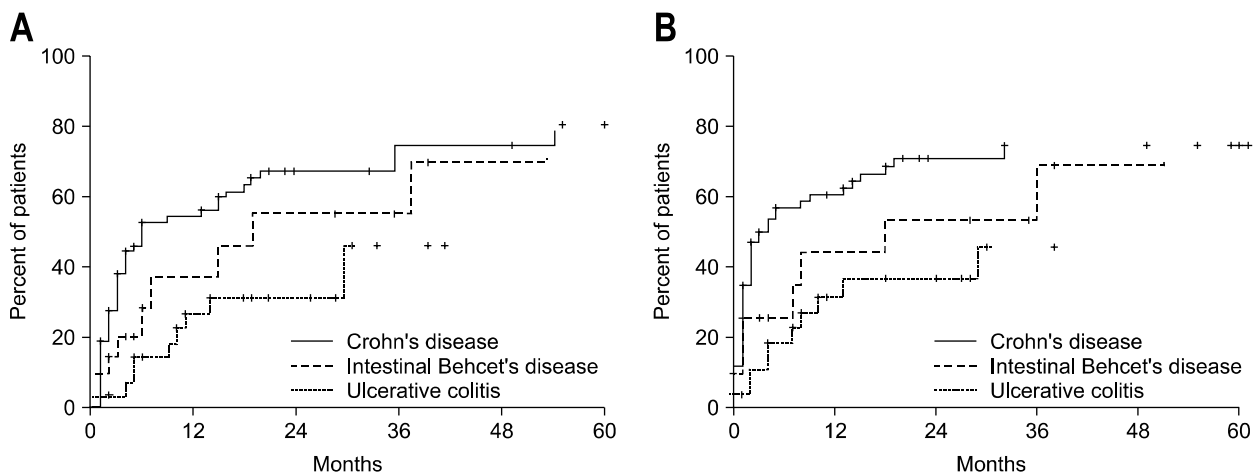 A
100
80
60
40
20
0
Percent of patients
0 12 24 36 48 60
Months
Crohn's disease
Intestinal Behcet's disease
Ulcerative colitis
B
100
80
60
40
20
0
Percent of patients
0 12 24 36 48 60
Months
Crohn's disease
Intestinal Behcet's disease
Ulcerative colitis